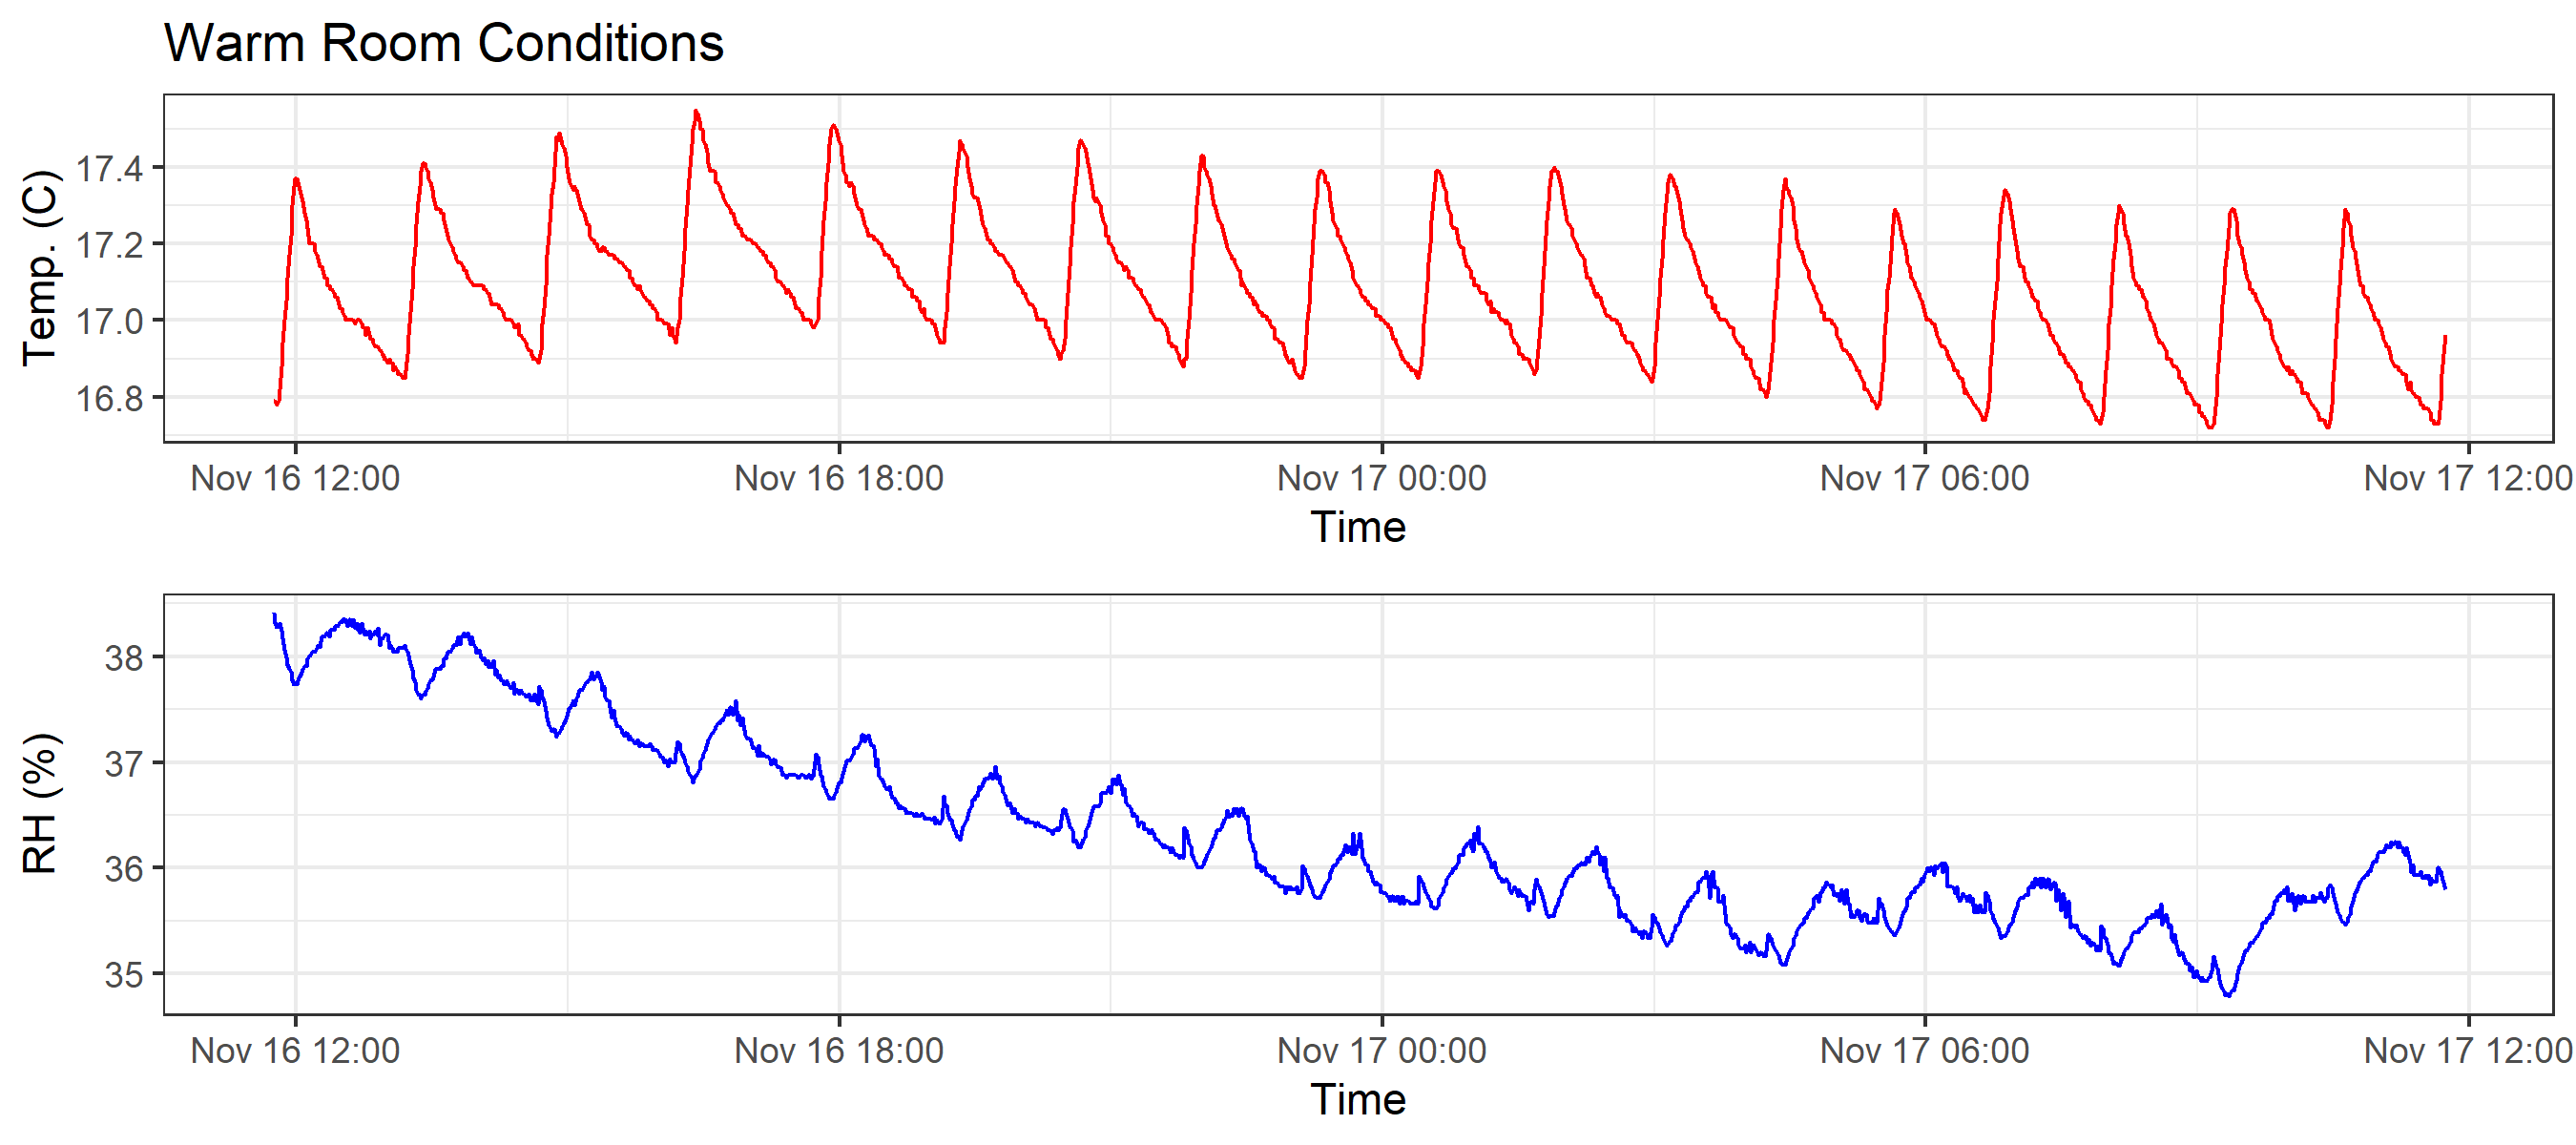 Warm Room Conditions
Temp. (C)
17.4
17.2
17.0
16.8
Nov 16 12:00 Nov 16 18:00 Nov 17 00:00 Nov 17 06:00 Nov 17 12:00
Time
RH (%)
38
37
36
35
Nov 16 12:00 Nov 16 18:00 Nov 17 00:00 Nov 17 06:00 Nov 17 12:00
Time